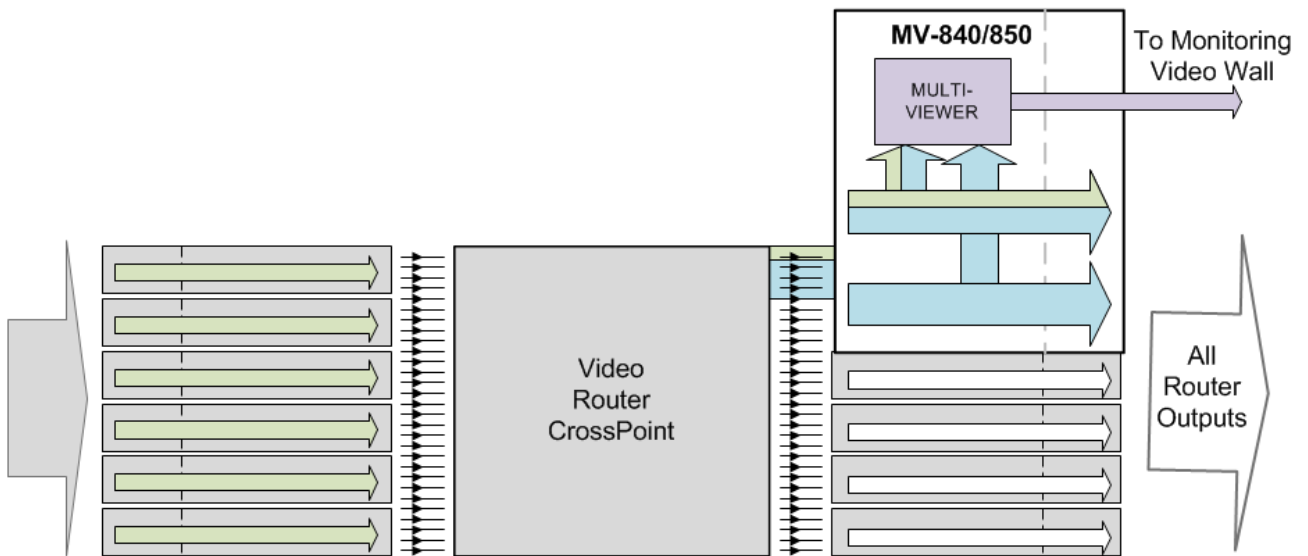 MV-840/850
To Monitoring
Video Wall
MULTI-
VIEWER
Video
Router
CrossPoint
All
Router
Outputs